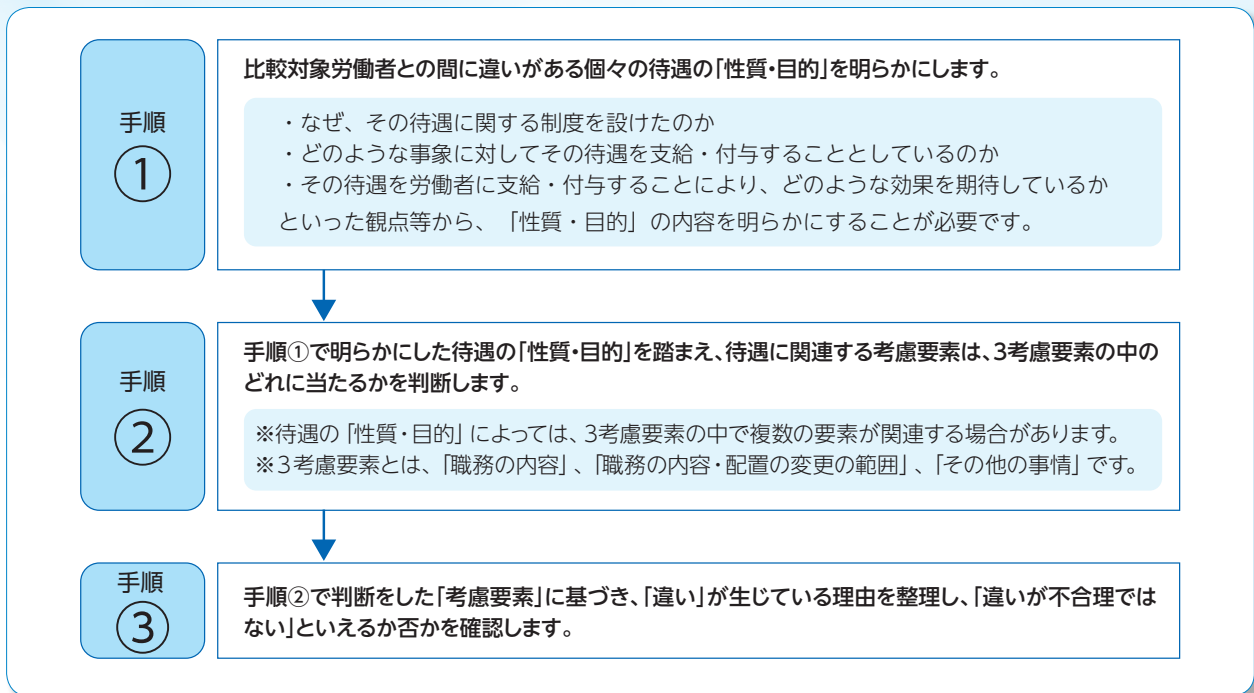 手順
①
比較対象労働者との間に違いがある個々の待遇の「性質・目的」を明らかにします。
・なぜ、その待遇に関する制度を設けたのか
・どのような事象に対してその待遇を支給・付与することとしているのか
・その待遇を労働者に支給・付与することにより、どのような効果を期待しているか
といった観点等から、「性質・目的」の内容を明らかにすることが必要です。
手順
②
手順①で明らかにした待遇の「性質・目的」を踏まえ、待遇に関連する考慮要素は、3考慮要素の中の
どれに当たるかを判断します。
※待遇の「性質・目的」によっては、3考慮要素の中で複数の要素が関連する場合があります。
※3考慮要素とは、「職務の内容」、「職務の内容・配置の変更の範囲」、「その他の事情」です。
手順
③
手順②で判断をした「考慮要素」に基づき、「違い」が生じている理由を整理し、「違いが不合理では
ない」といえるか否かを確認します。